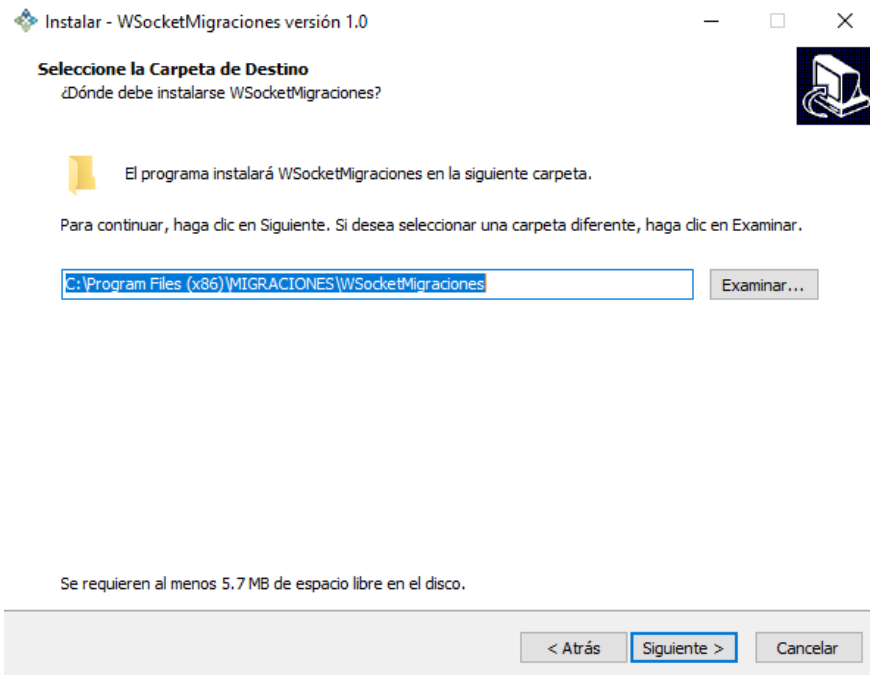 Instalar - WSocketMigraciones versión 1.0
Seleccione la Carpeta de Destino
¿Dónde debe instalarse WSocketMigraciones?
El programa instalará WSocketMigraciones en la siguiente carpeta.
Para continuar, haga clic en Siguiente. Si desea seleccionar una carpeta diferente, haga clic en Examinar.
C:\Program Files (x86)\MIGRACIONES\WSocketMigraciones
Examinar...
Se requieren al menos 5.7 MB de espacio libre en el disco.
< Atrás Siguiente > Cancelar